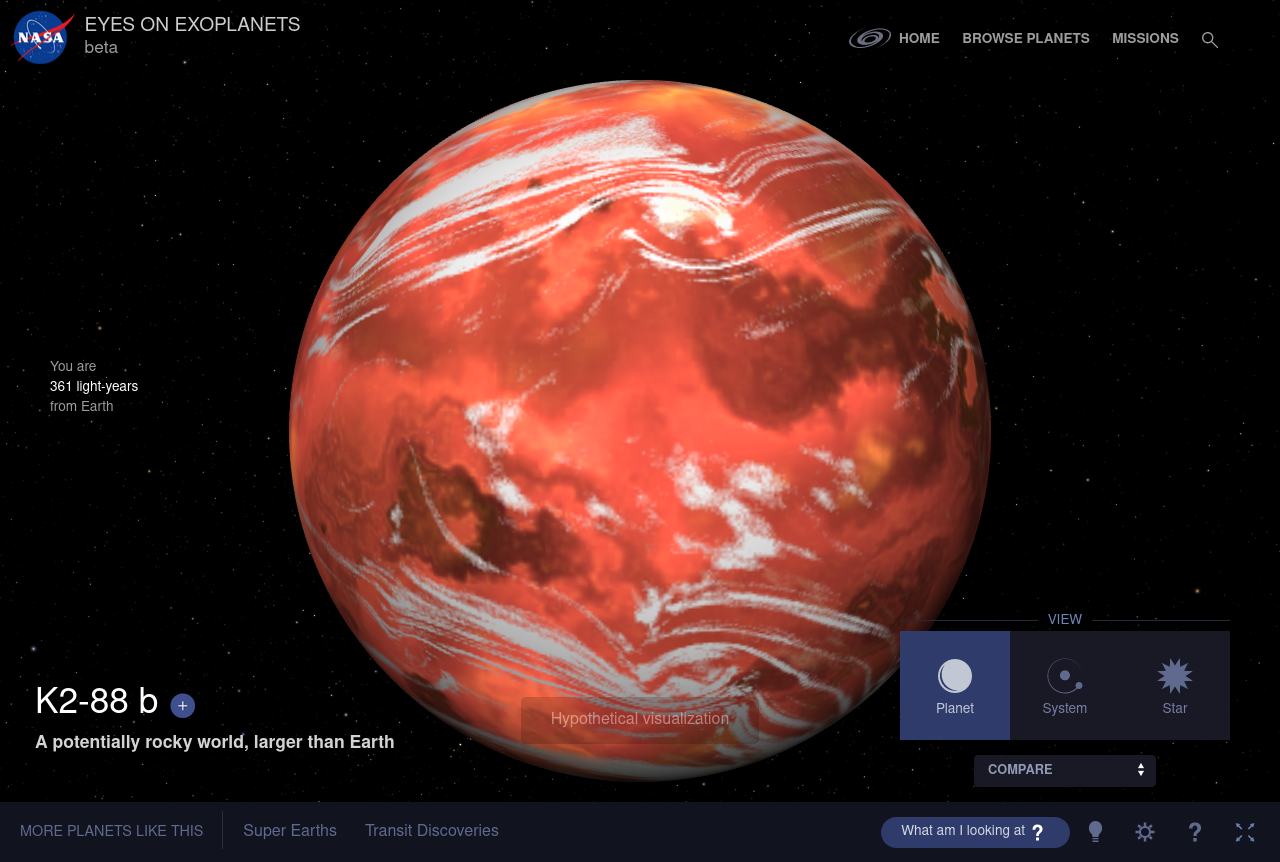 NASA
EYES ON EXOPLANETS
beta
HOME
BROWSE PLANETS
MISSIONS
You are
361 light-years
from Earth
VIEW
Planet
System
Star
K2-88 b +
A potentially rocky world, larger than Earth
Hypothetical visualization
COMPARE
MORE PLANETS LIKE THIS
Super Earths
Transit Discoveries
What am I looking at ?
?